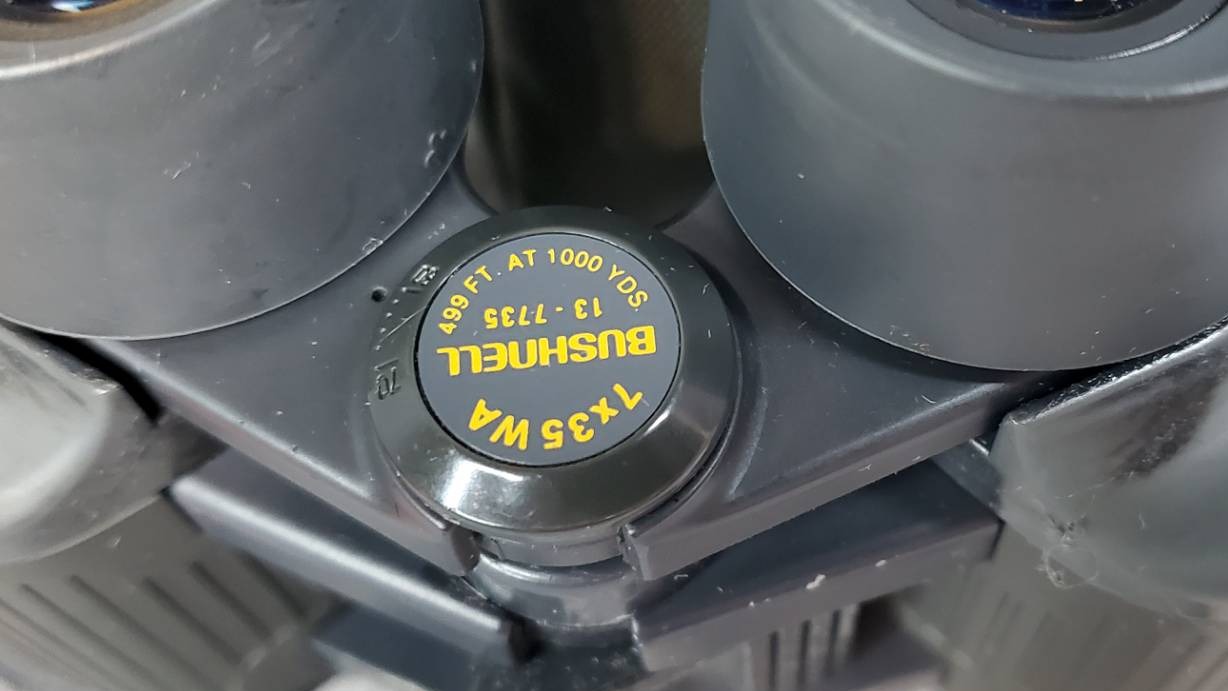 7x35 WA
BUSHNELL
13 - 7735
499 FT. AT 1000 YDS.